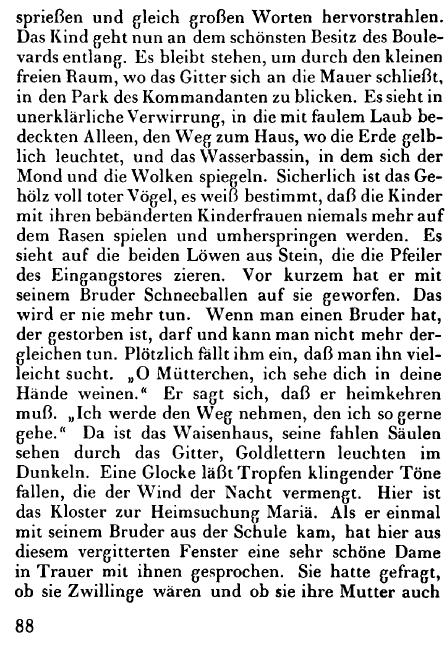 sprießen und gleich großen Worten hervorstrahlen.
Das Kind geht nun an dem schönsten Besitz des Boule-
vards entlang. Es bleibt stehen, um durch den kleinen
freien Raum, wo das Gitter sich an die Mauer schließt,
in den Park des Kommandanten zu blicken. Es sieht in
unerklärliche Verwirrung, in die mit faulem Laub be-
deckten Alleen, den Weg zum Haus, wo die Erde gelb-
lich leuchtet, und das Wasserbassin, in dem sich der
Mond und die Wolken spiegeln. Sicherlich ist das Ge-
hölz voll toter Vögel, es weiß bestimmt, daß die Kinder
mit ihren bebänderten Kinderfrauen niemals mehr auf
dem Rasen spielen und umherspringen werden. Es
sieht auf die beiden Löwen aus Stein, die die Pfeiler
des Eingangstores zieren. Vor kurzem hat er mit
seinem Bruder Schneeballen auf sie geworfen. Das
wird er nie mehr tun. Wenn man einen Bruder hat,
der gestorben ist, darf und kann man nicht mehr der-
gleichen tun. Plötzlich fällt ihm ein, daß man ihn viel-
leicht sucht. „O Mütterchen, ich sehe dich in deine
Hände weinen.“ Er sagt sich, daß er heimkehren
muß. „Ich werde den Weg nehmen, den ich so gerne
gehe.“ Da ist das Waisenhaus, seine fahlen Säulen
sehen durch das Gitter, Goldlettern leuchten im
Dunkeln. Eine Glocke läßt Tropfen klingender Töne
fallen, die der Wind der Nacht vermengt. Hier ist
das Kloster zur Heimsuchung Mariä. Als er einmal
mit seinem Bruder aus der Schule kam, hat hier aus
diesem vergitterten Fenster eine sehr schöne Dame
in Trauer mit ihnen gesprochen. Sie hatte gefragt,
ob sie Zwillinge wären und ob sie ihre Mutter auch
88